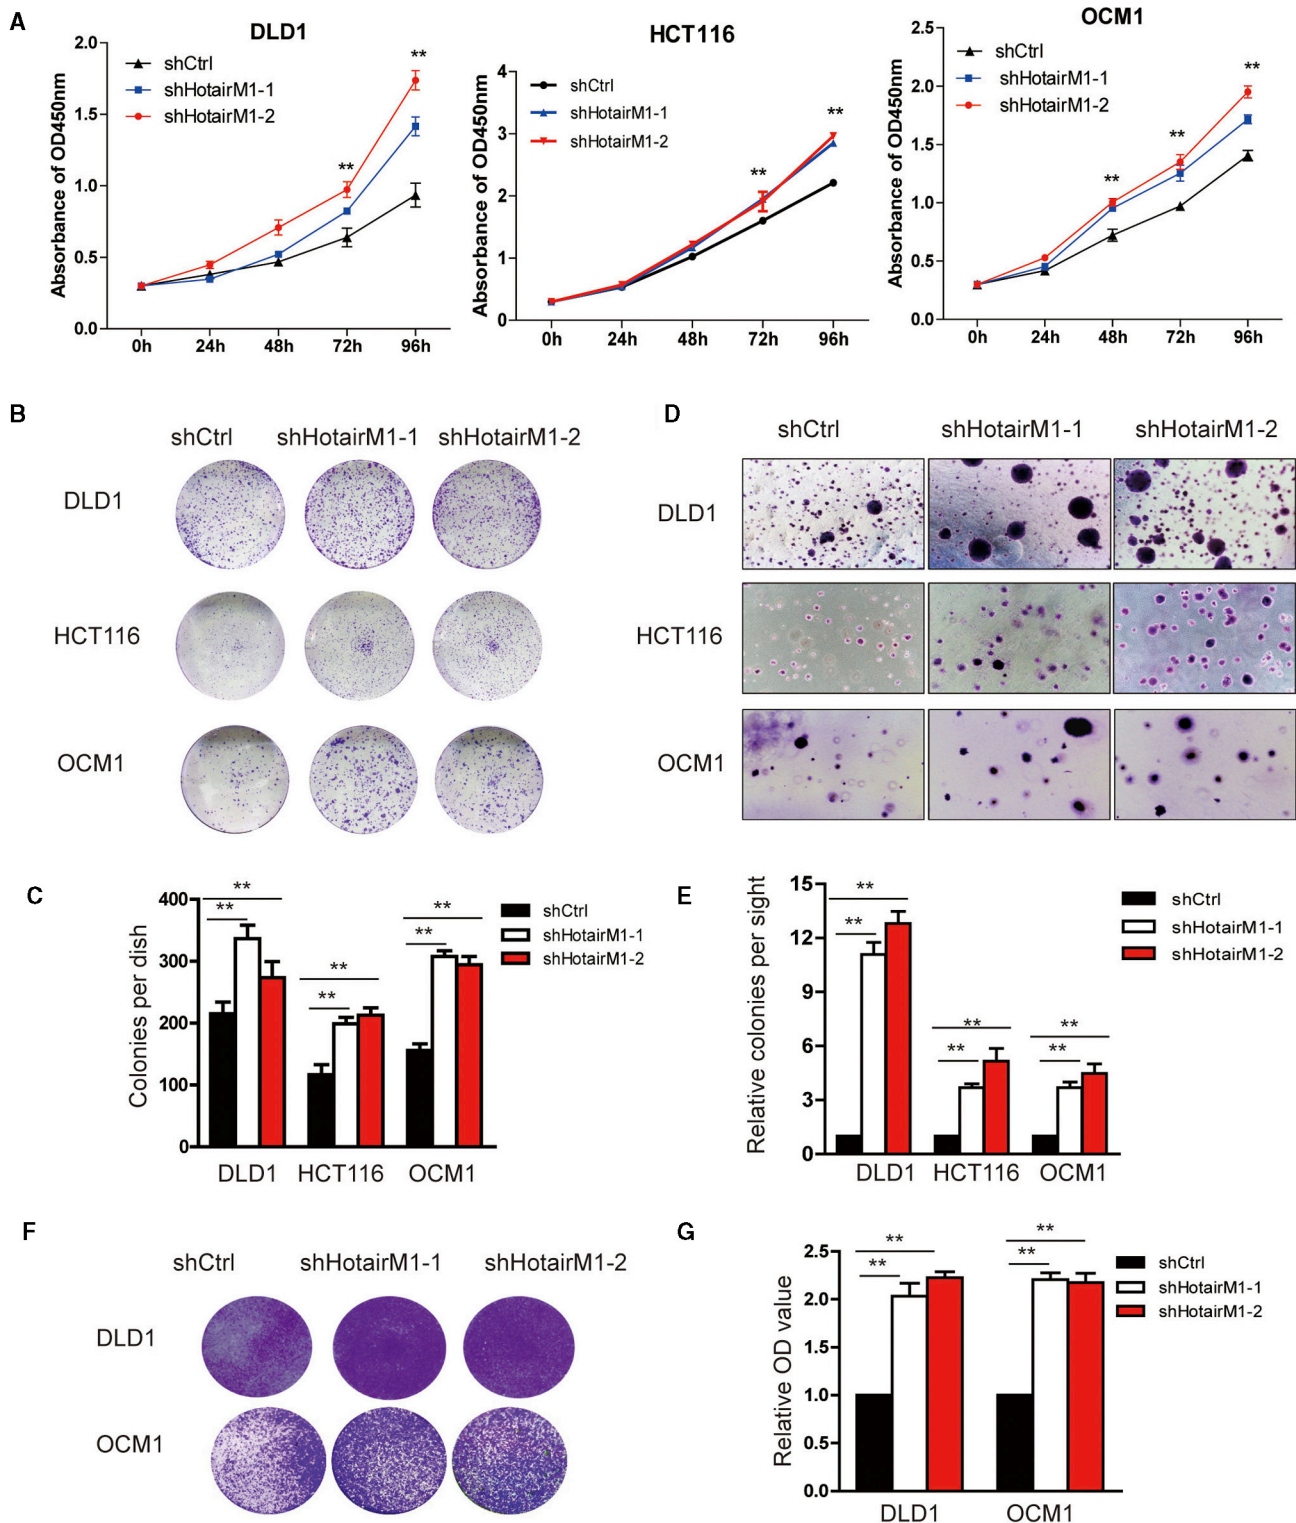 A
DLD1
shCtrl
shHotairM1-1
shHotairM1-2
Absorbance of OD450nm
2.0
1.5
1.0
0.5
0.0
0h 24h 48h 72h 96h
**
**
HCT116
shCtrl
shHotairM1-1
shHotairM1-2
Absorbance of OD450nm
4
3
2
1
0
0h 24h 48h 72h 96h
**
**
OCM1
shCtrl
shHotairM1-1
shHotairM1-2
Absorbance of OD450nm
2.5
2.0
1.5
1.0
0.5
0.0
0h 24h 48h 72h 96h
**
**
**
B
shCtrl shHotairM1-1 shHotairM1-2
DLD1
HCT116
OCM1
D
shCtrl shHotairM1-1 shHotairM1-2
DLD1
HCT116
OCM1
C
Colonies per dish
400
300
200
100
0
** **
** **
** **
DLD1 HCT116 OCM1
shCtrl
shHotairM1-1
shHotairM1-2
E
Relative colonies per sight
15
12
9
6
3
0
** **
** **
** **
DLD1 HCT116 OCM1
shCtrl
shHotairM1-1
shHotairM1-2
F
shCtrl shHotairM1-1 shHotairM1-2
DLD1
OCM1
G
Relative OD value
2.5
2.0
1.5
1.0
0.5
0.0
** **
** **
DLD1 OCM1
shCtrl
shHotairM1-1
shHotairM1-2